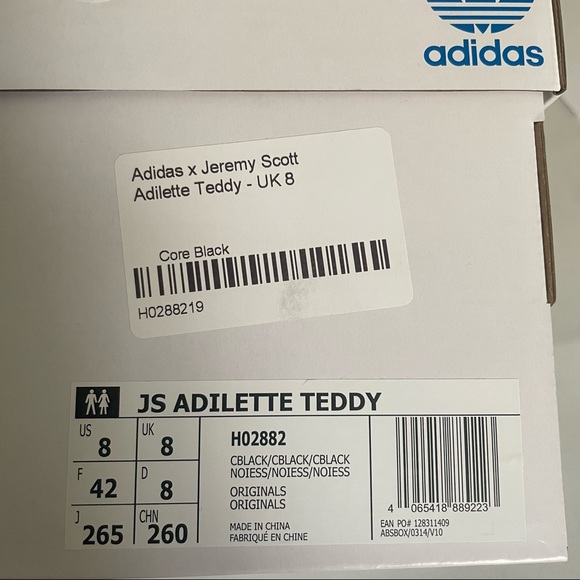 adidas
Adidas x Jeremy Scott
Adilette Teddy - UK 8
Core Black
H0288219
JS ADILETTE TEDDY
US 8 UK 8
F 42 D 8
J 265 CHN 260
H02882
CBLACK/CBLACK/CBLACK
NOIESS/NOIESS/NOIESS
ORIGINALS
ORIGINALS
MADE IN CHINA
FABRIQUÉ EN CHINE
4 065418 889223
EAN PO# 128311409
ABSBOX/0314/V10